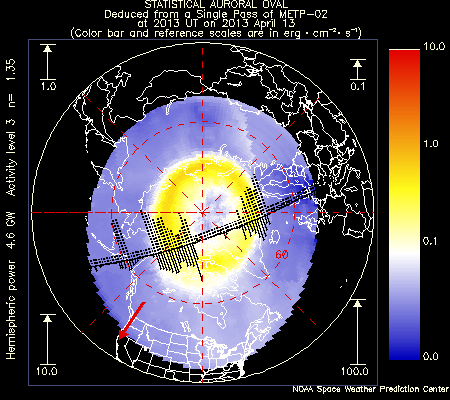 STATISTICAL AURORAL OVAL
Deduced from a Single Pass of METP-02
at 2013 UT on 2013 April 13
(Color bar and reference scales are in erg · cm⁻² · s⁻¹)
Hemispheric power 4.6 GW Activity level 3 n= 1.35
1.0
0.1
10.0
100.0
60
10.0
1.0
0.1
0.0
NOAA Space Weather Prediction Center